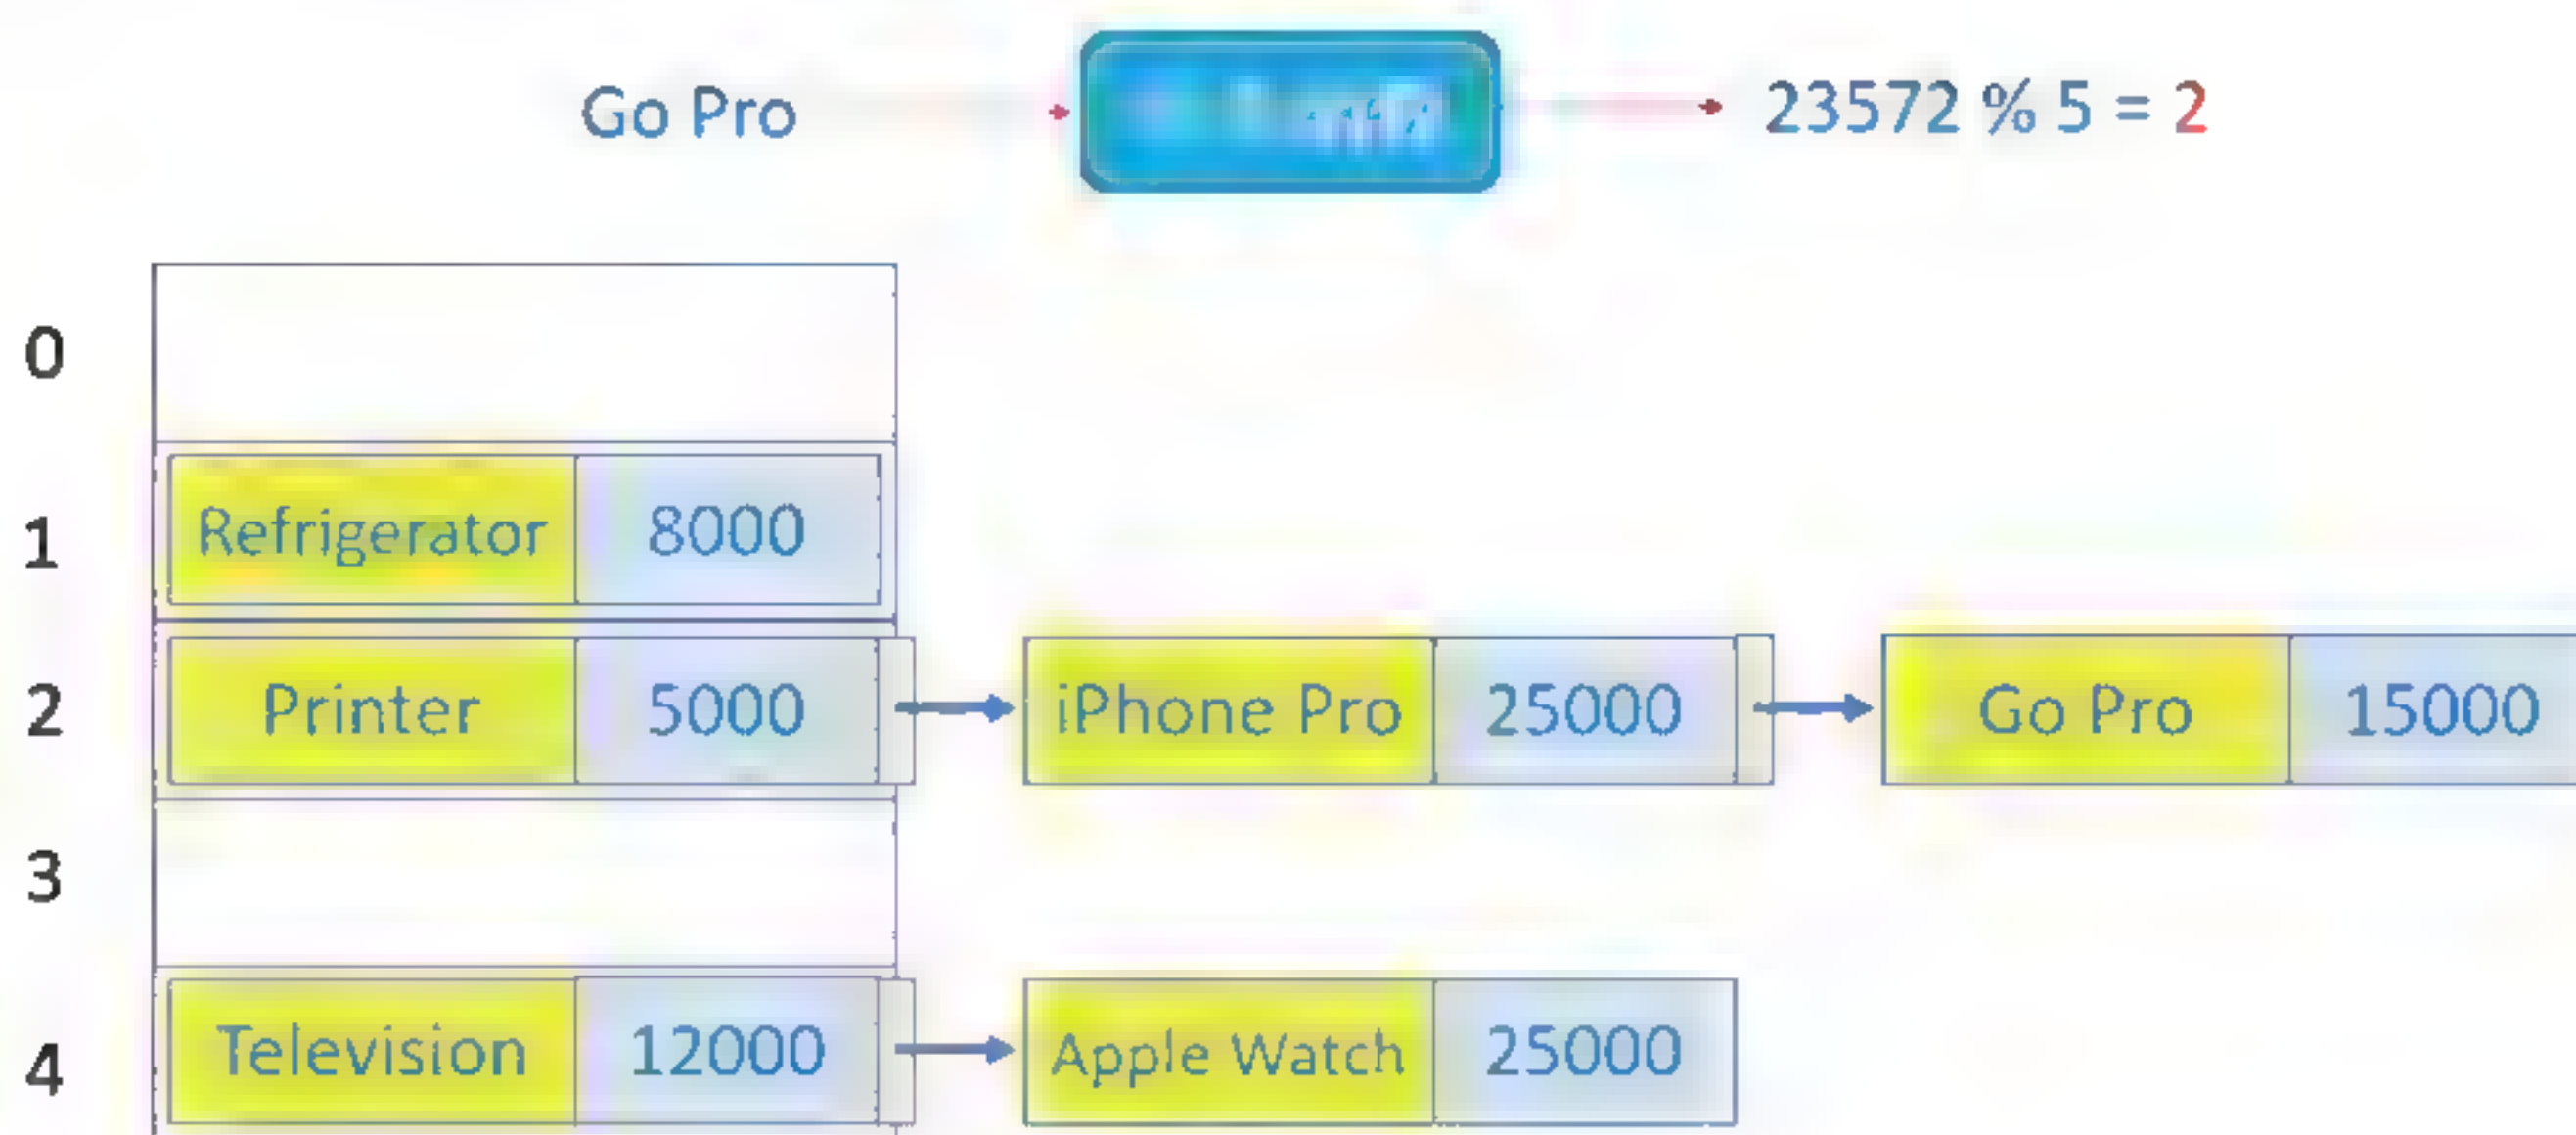 Go Pro 23572 % 5 = 2
0
1 Refrigerator 8000
2 Printer 5000 iPhone Pro 25000 Go Pro 15000
3
4 Television 12000 Apple Watch 25000